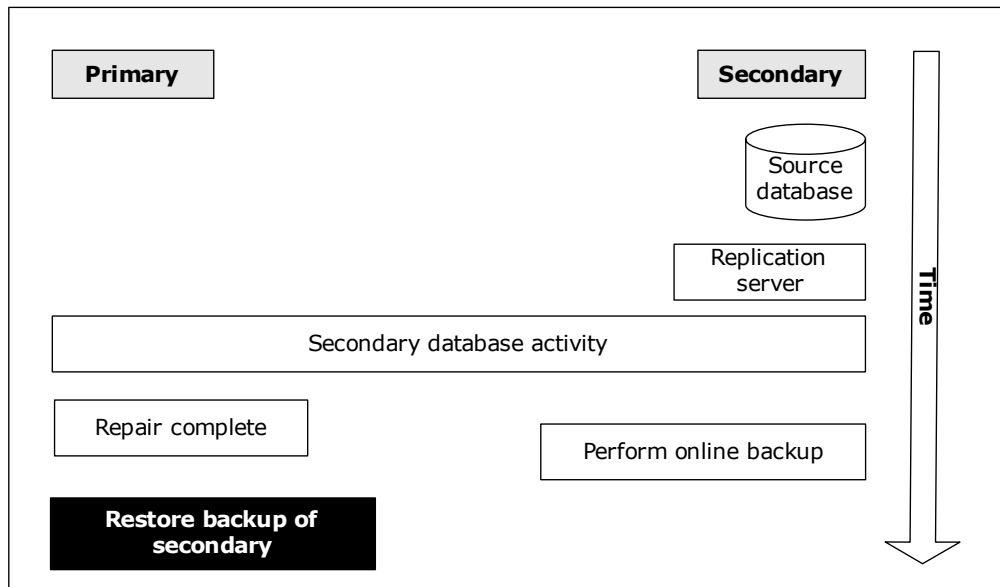 Primary
Secondary
Source
database
Replication
server
Time
Secondary database activity
Repair complete
Perform online backup
Restore backup of
secondary